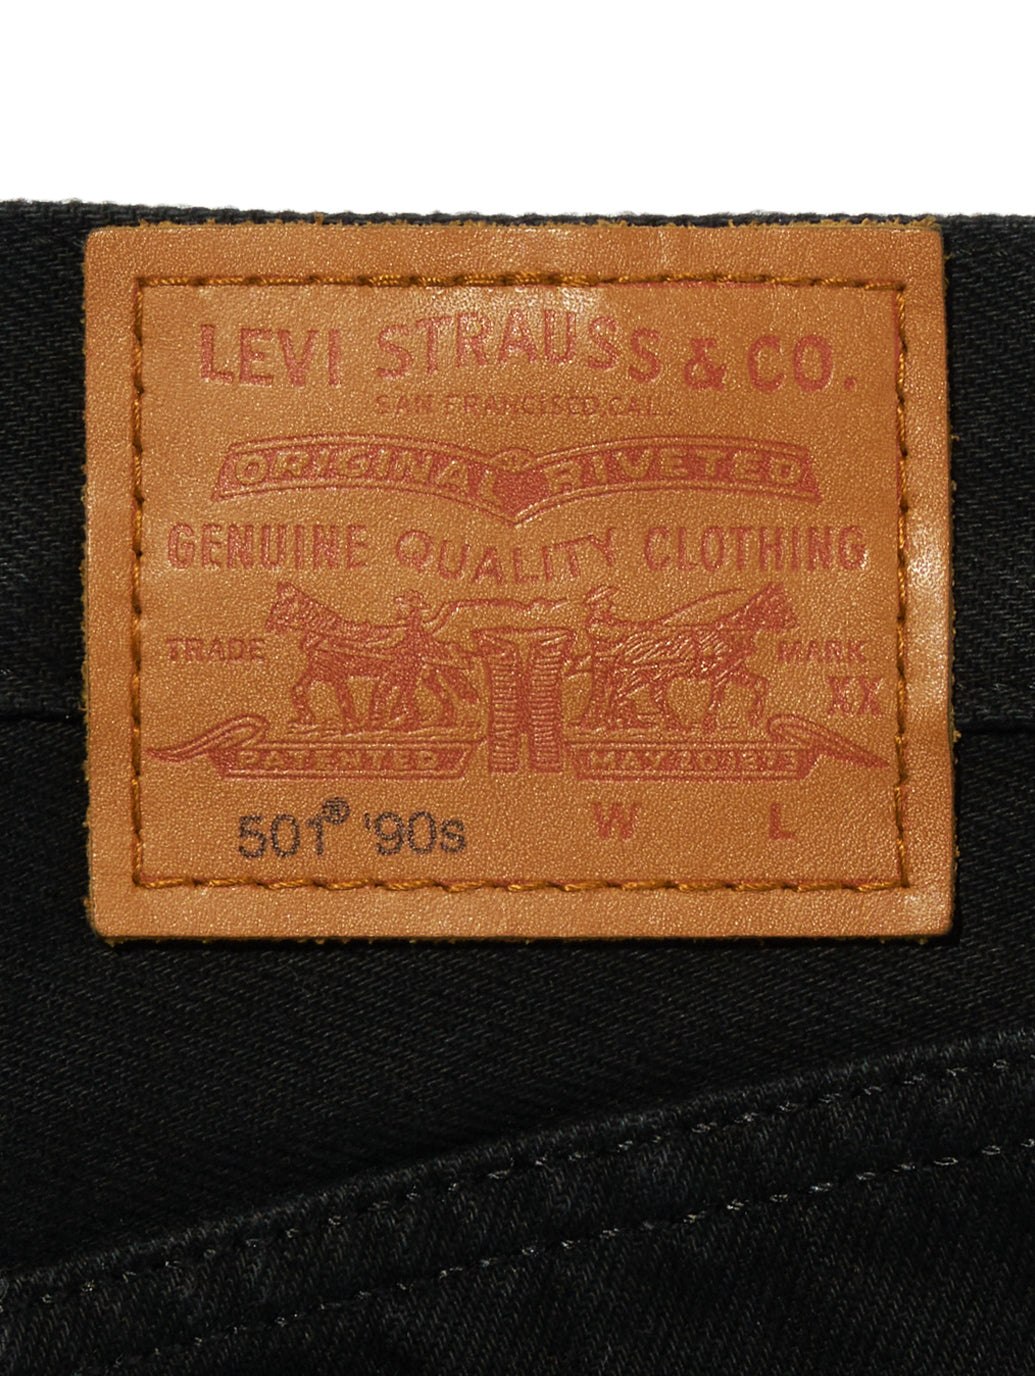 LEVI STRAUSS & CO.
SAN FRANCISCO, CAL.
ORIGINAL RIVETED
GENUINE QUALITY CLOTHING
TRADE MARK
XX
PATENTED MAY 20 1873
501® '90s W L